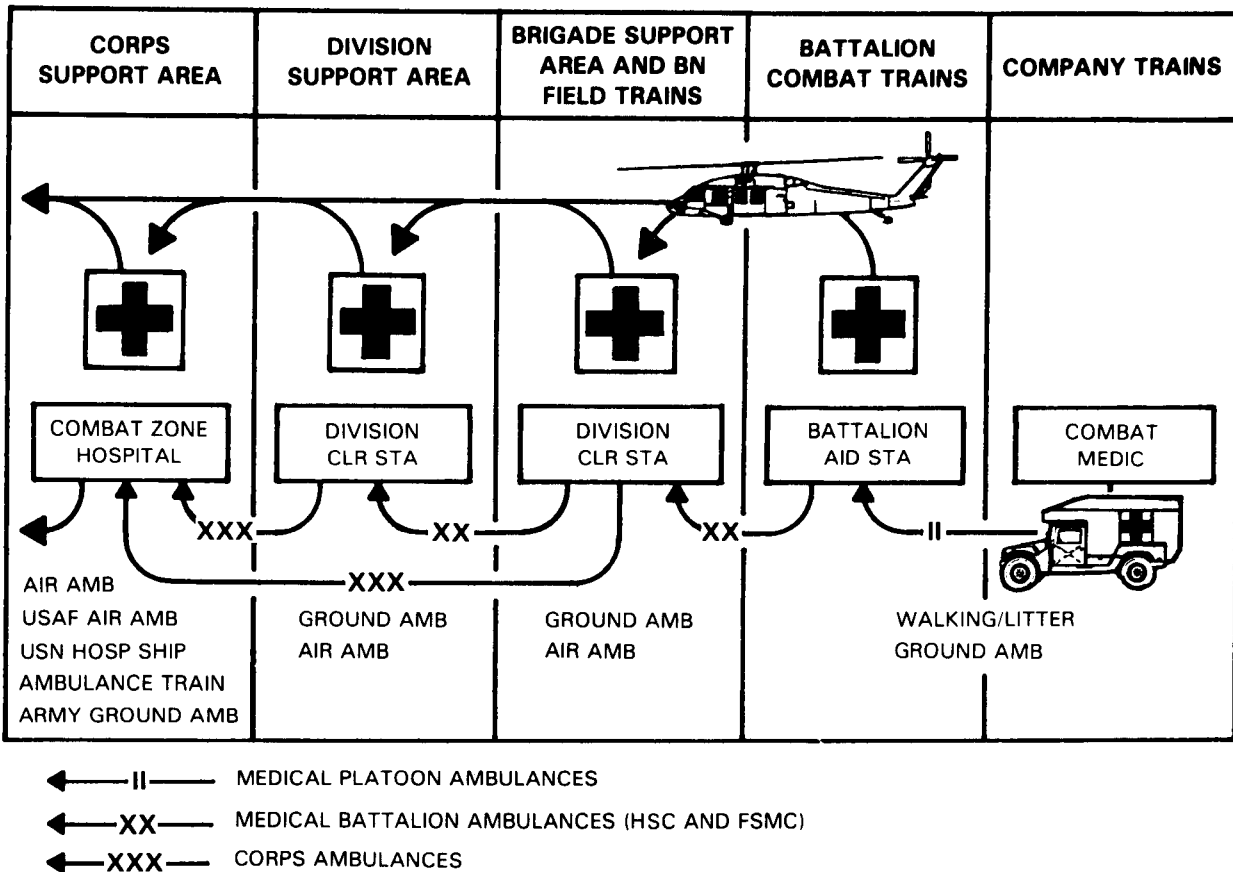 CORPS
SUPPORT AREA
DIVISION
SUPPORT AREA
BRIGADE SUPPORT
AREA AND BN
FIELD TRAINS
BATTALION
COMBAT TRAINS
COMPANY TRAINS
COMBAT ZONE
HOSPITAL
DIVISION
CLR STA
DIVISION
CLR STA
BATTALION
AID STA
COMBAT
MEDIC
XXX
XX
XX
II
XXX
AIR AMB
USAF AIR AMB
USN HOSP SHIP
AMBULANCE TRAIN
ARMY GROUND AMB
GROUND AMB
AIR AMB
GROUND AMB
AIR AMB
WALKING/LITTER
GROUND AMB
II MEDICAL PLATOON AMBULANCES
XX MEDICAL BATTALION AMBULANCES (HSC AND FSMC)
XXX CORPS AMBULANCES